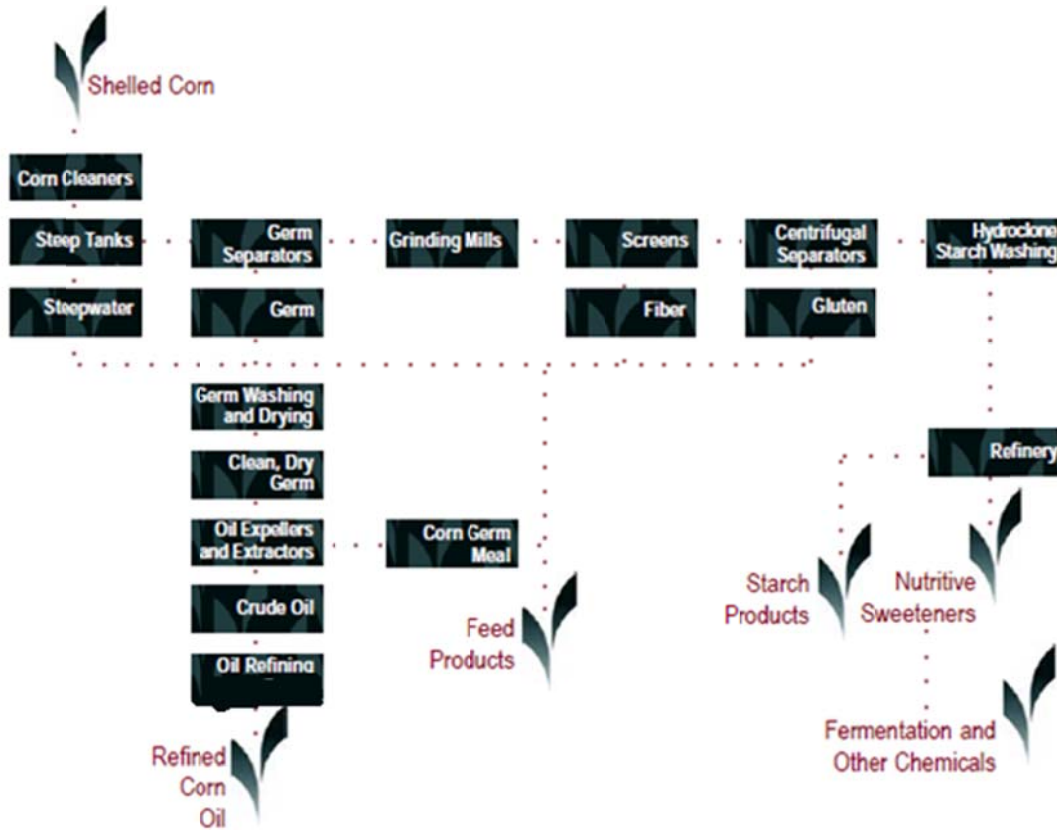 Shelled Corn
Corn Cleaners
Steep Tanks
Germ
Separators
Grinding Mills
Screens
Centrifugal
Separators
Hydroclone
Starch Washing
Steepwater
Germ
Fiber
Gluten
Germ Washing
and Drying
Clean, Dry
Germ
Refinery
Oil Expellers
and Extractors
Corn Germ
Meal
Crude Oil
Oil Refining
Feed
Products
Starch
Products
Nutritive
Sweeteners
Fermentation and
Other Chemicals
Refined
Corn
Oil